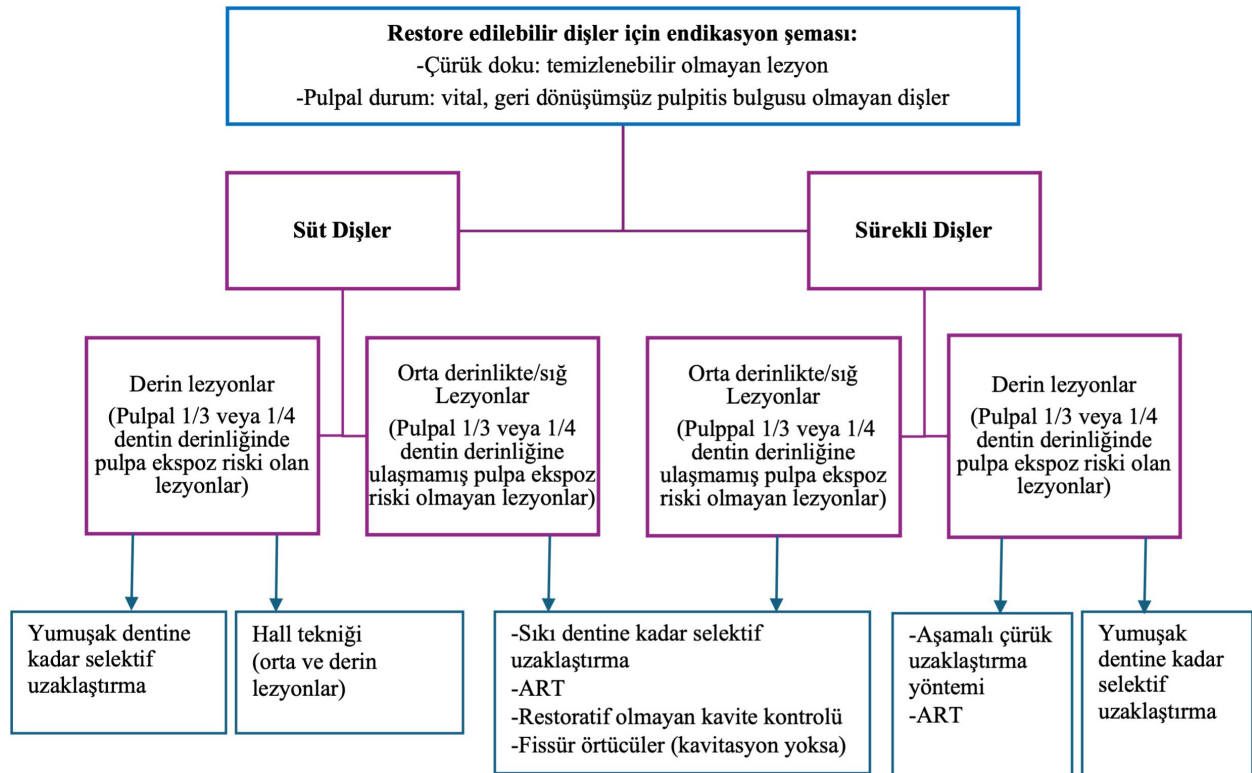 Restore edilebilir dişler için endikasyon şeması:
-Çürük doku: temizlenebilir olmayan lezyon
-Pulpal durum: vital, geri dönüşümşüz pulpitis bulgusu olmayan dişler
Süt Dişler
Sürekli Dişler
Derin lezyonlar
(Pulpal 1/3 veya 1/4
dentin derinliğinde
pulpa ekspoz riski olan
lezyonlar)
Orta derinlikte/sığ
Lezyonlar
(Pulpal 1/3 veya 1/4
dentin derinliğine
ulaşmamış pulpa ekspoz
riski olmayan lezyonlar)
Orta derinlikte/sığ
Lezyonlar
(Pulppal 1/3 veya 1/4
dentin derinliğine
ulaşmamış pulpa ekspoz
riski olmayan lezyonlar)
Derin lezyonlar
(Pulpal 1/3 veya 1/4
dentin derinliğinde
pulpa ekspoz riski olan
lezyonlar)
Yumuşak dentine
kadar selektif
uzaklaştırma
Hall tekniği
(orta ve derin
lezyonlar)
-Sıkı dentine kadar selektif
uzaklaştırma
-ART
-Restoratif olmayan kavite kontrolü
-Fissür örtücüler (kavitasyon yoksa)
-Aşamalı çürük
uzaklaştırma
yöntemi
-ART
Yumuşak
dentine kadar
selektif
uzaklaştırma